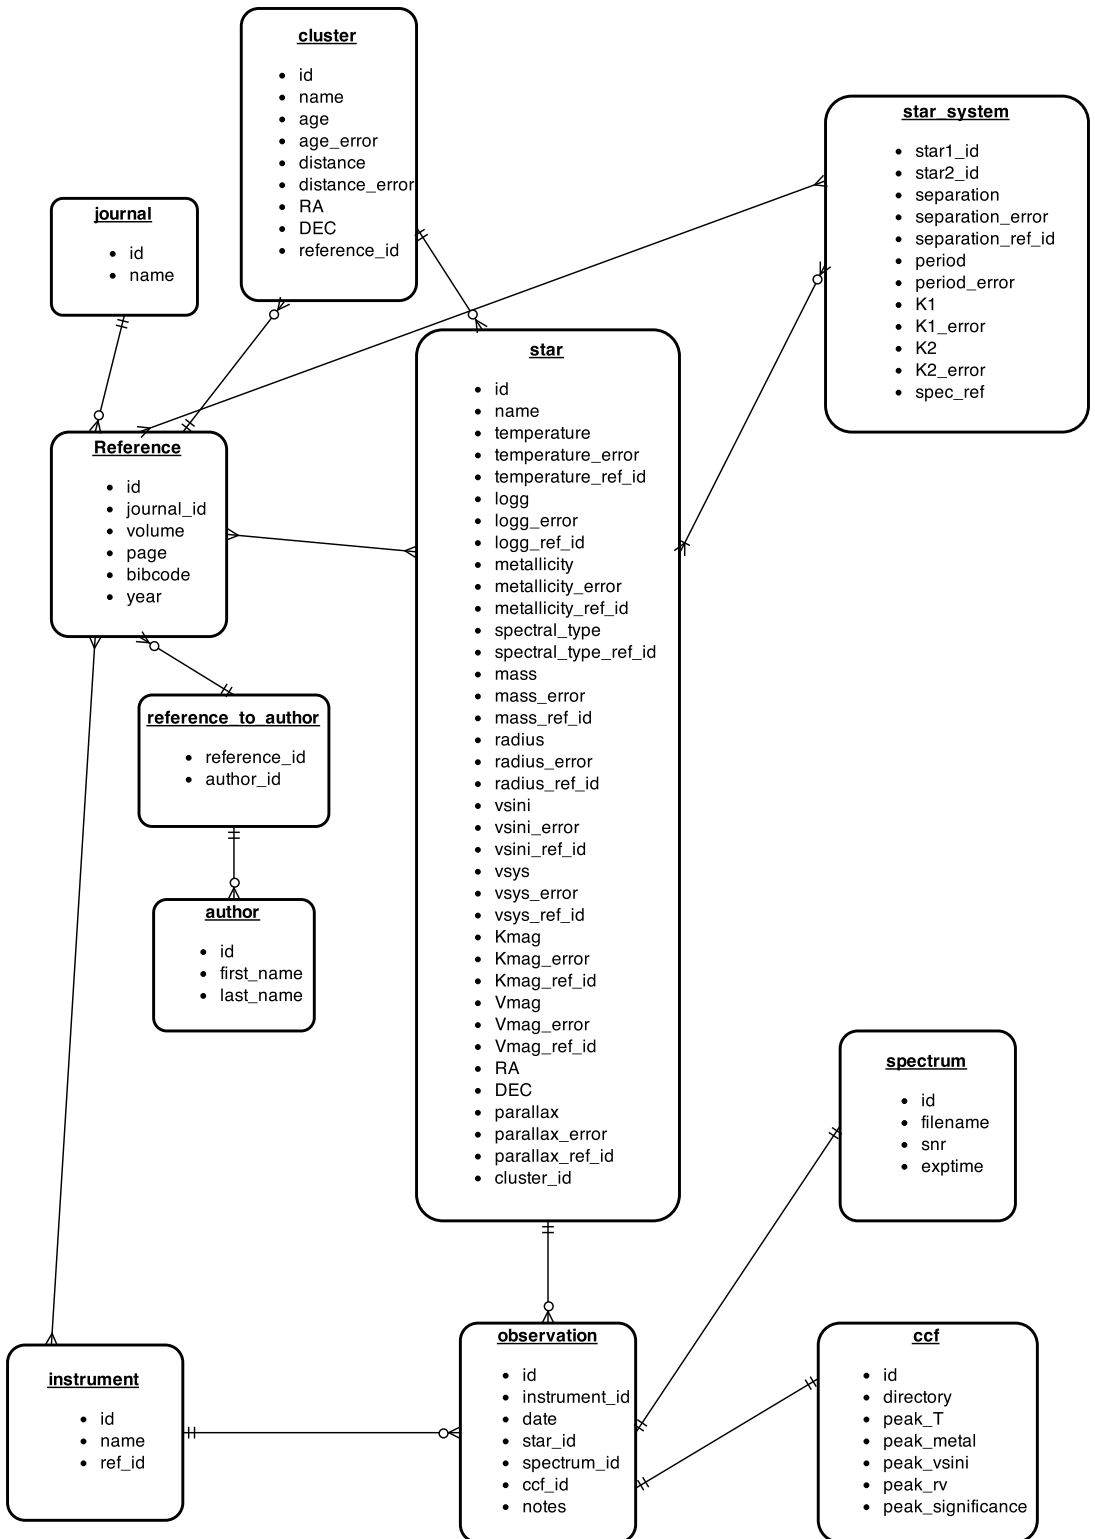 cluster
id
name
age
age_error
distance
distance_error
RA
DEC
reference_id
star_system
star1_id
star2_id
separation
separation_error
separation_ref_id
period
period_error
K1
K1_error
K2
K2_error
spec_ref
journal
id
name
star
id
name
temperature
temperature_error
temperature_ref_id
logg
logg_error
logg_ref_id
metallicity
metallicity_error
metallicity_ref_id
spectral_type
spectral_type_ref_id
mass
mass_error
mass_ref_id
radius
radius_error
radius_ref_id
vsini
vsini_error
vsini_ref_id
vsys
vsys_error
vsys_ref_id
Kmag
Kmag_error
Kmag_ref_id
Vmag
Vmag_error
Vmag_ref_id
RA
DEC
parallax
parallax_error
parallax_ref_id
cluster_id
Reference
id
journal_id
volume
page
bibcode
year
reference_to_author
reference_id
author_id
author
id
first_name
last_name
spectrum
id
filename
snr
exptime
instrument
id
name
ref_id
observation
id
instrument_id
date
star_id
spectrum_id
ccf_id
notes
ccf
id
directory
peak_T
peak_metal
peak_vsini
peak_rv
peak_significance